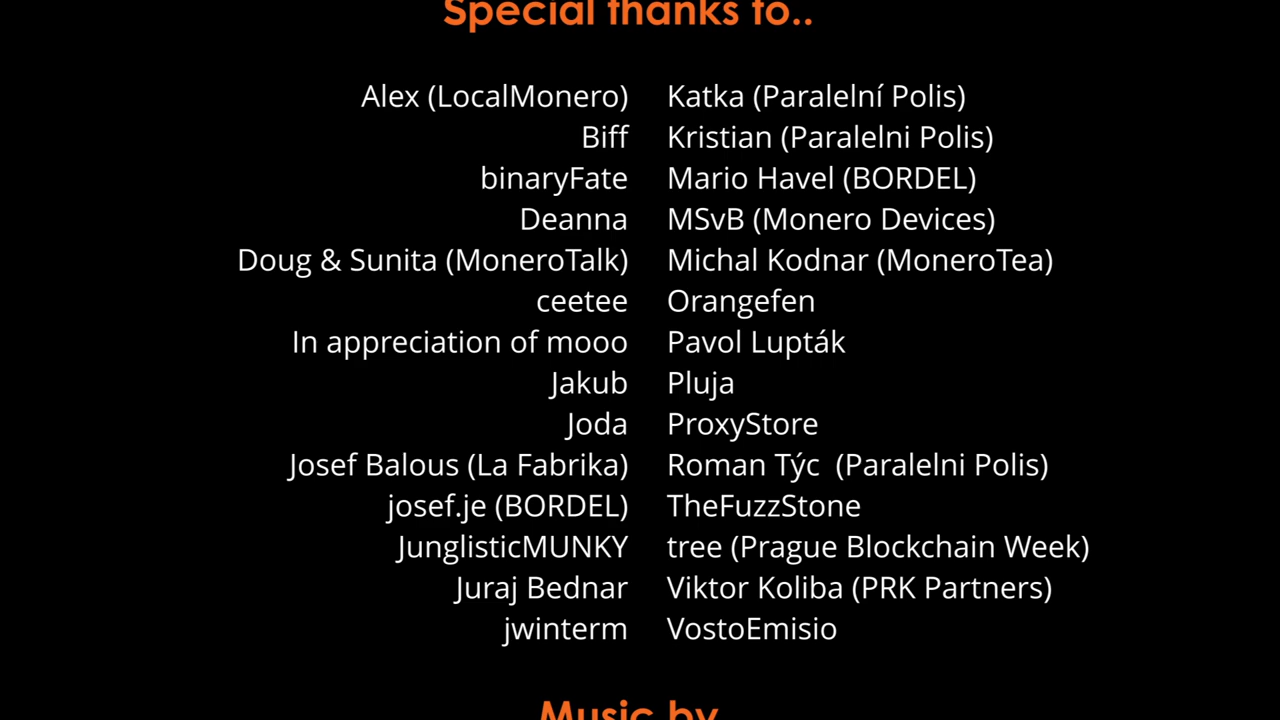 Special thanks to..
Alex (LocalMonero) Katka (Paralelní Polis)
Biff Kristian (Paralelni Polis)
binaryFate Mario Havel (BORDEL)
Deanna MSvB (Monero Devices)
Doug & Sunita (MoneroTalk) Michal Kodnar (MoneroTea)
ceetee Orangefen
In appreciation of mooo Pavol Lupták
Jakub Pluja
Joda ProxyStore
Josef Balous (La Fabrika) Roman Týc  (Paralelni Polis)
josef.je (BORDEL) TheFuzzStone
JunglisticMUNKY tree (Prague Blockchain Week)
Juraj Bednar Viktor Koliba (PRK Partners)
jwinterm VostoEmisio
Music by